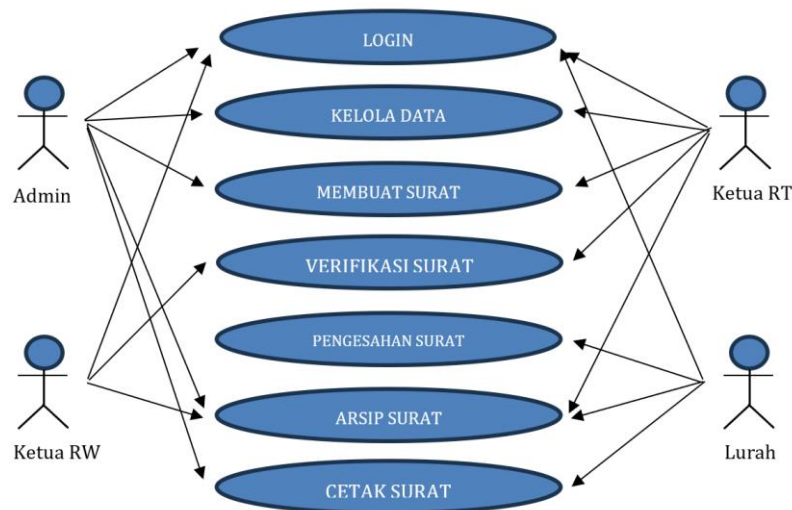 LOGIN
KELOLA DATA
MEMBUAT SURAT
VERIFIKASI SURAT
PENGESAHAN SURAT
ARSIP SURAT
CETAK SURAT
Admin
Ketua RW
Ketua RT
Lurah